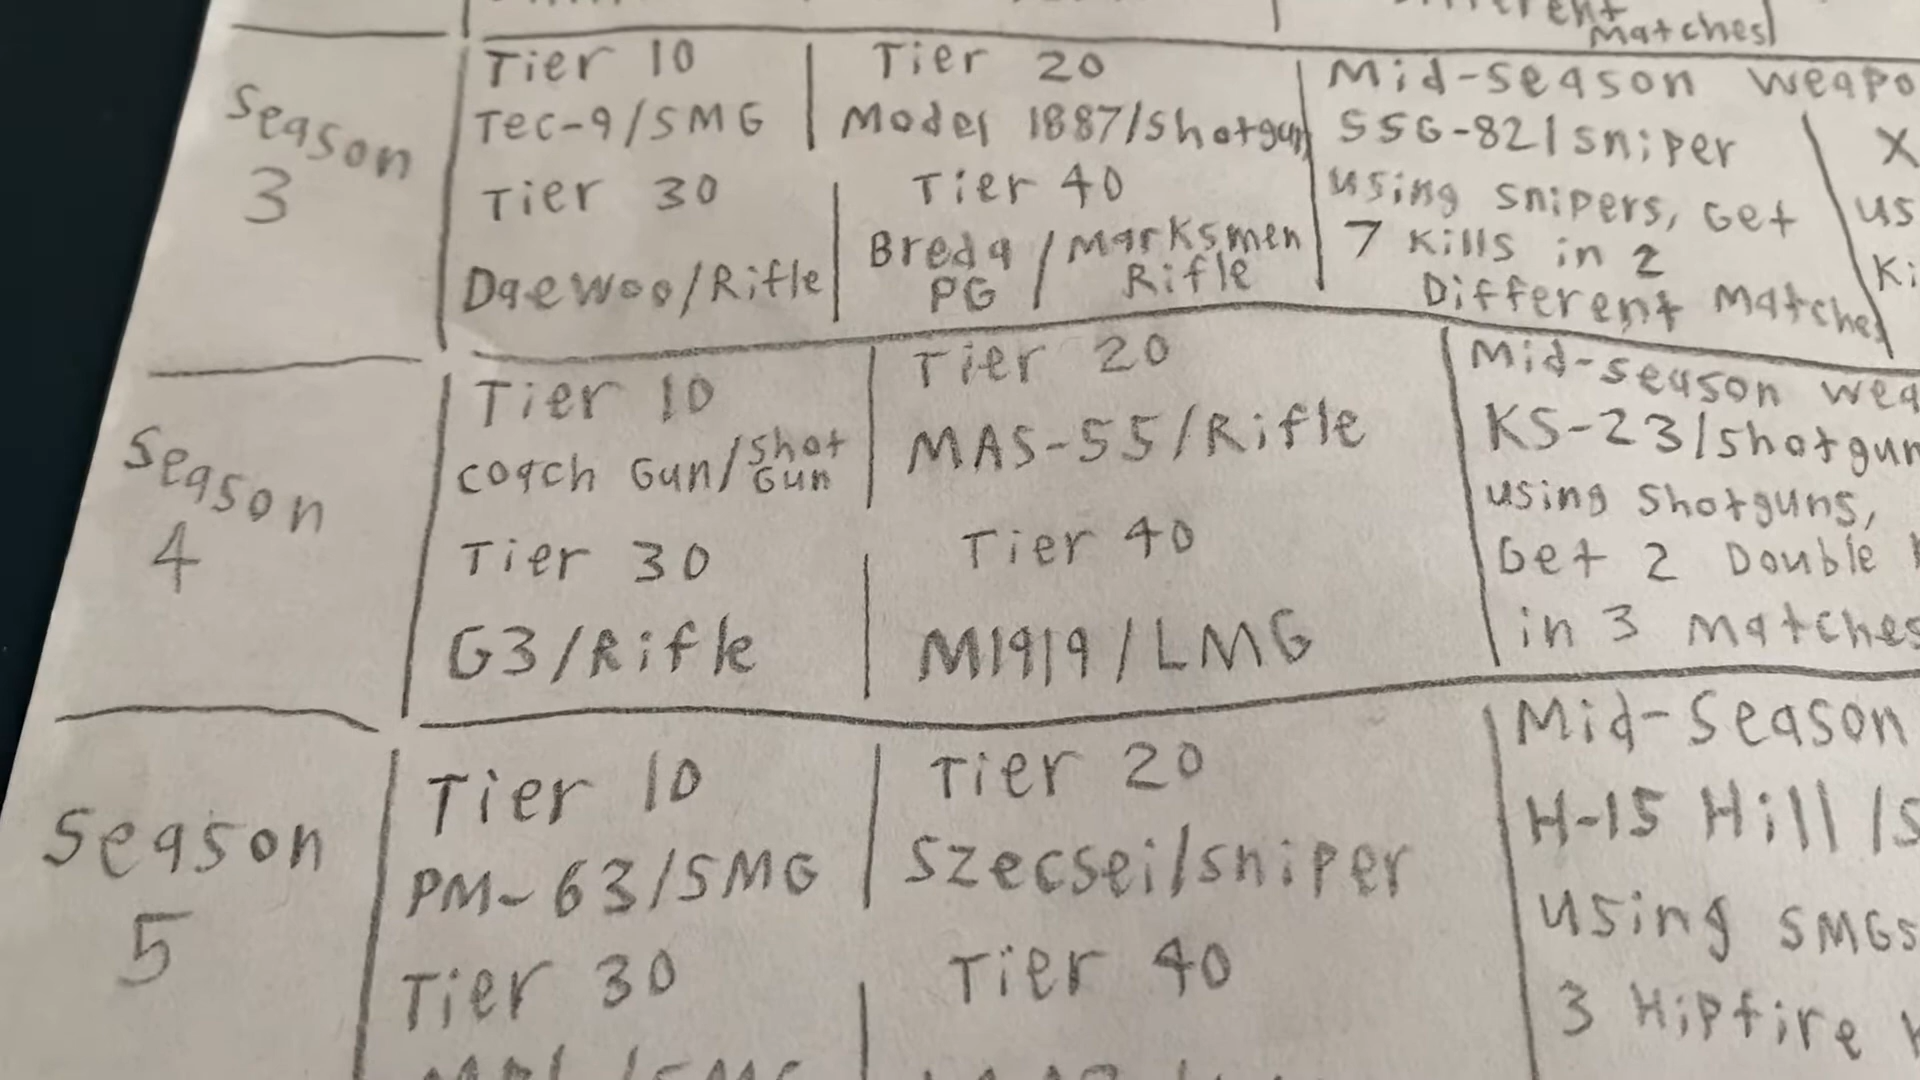 Matches
Season
3
Tier 10
Tec-9/SMG
Tier 20
Model 1887/Shotgun
Tier 30
Daewoo/Rifle
Tier 40
Breda PG / Marksmen Rifle
Mid-season
SSG-82/sniper
using snipers, Get
7 kills in 2
Different Matches
X
Season
4
Tier 10
Coach Gun/Shot Gun
Tier 20
MAS-55/Rifle
Tier 30
G3/Rifle
Tier 40
M1919/LMG
Mid-season
KS-23/Shotgun
using Shotguns,
Get 2 Double
in 3 Matches
Season
5
Tier 10
PM-63/SMG
Tier 20
Szecsei/sniper
Tier 30
Tier 40
Mid-Season
H-15 Hill /S
using SMGs
3 Hipfire